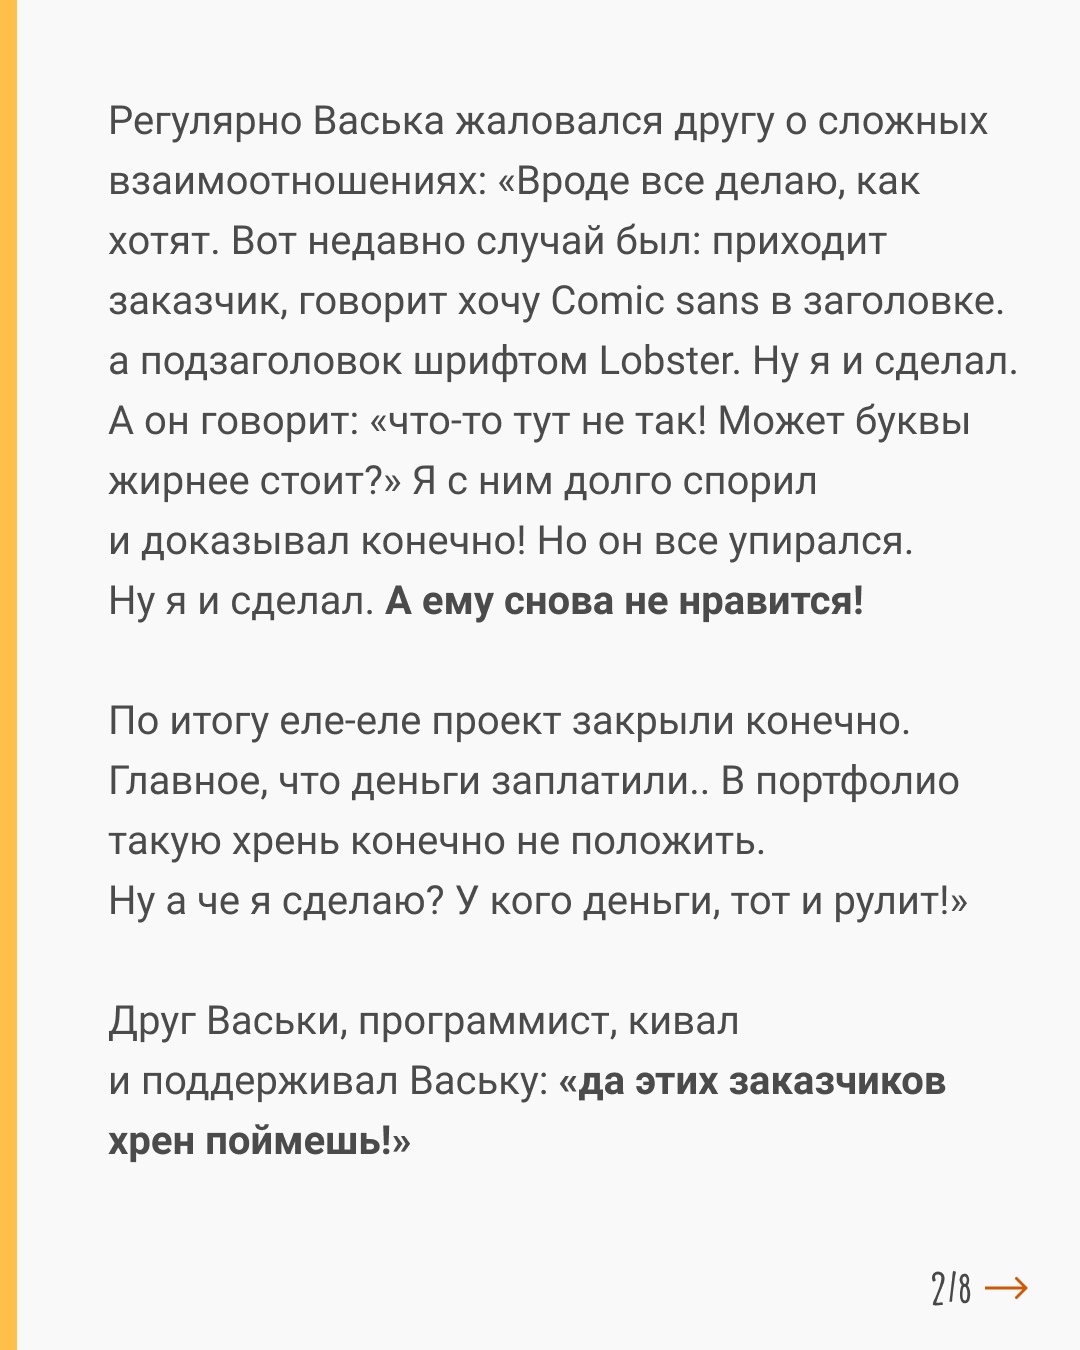 Регулярно Васька жаловался другу о сложных
взаимоотношениях: «Вроде все делаю, как
хотят. Вот недавно случай был: приходит
заказчик, говорит хочу Comic sans в заголовке.
а подзаголовок шрифтом Lobster. Ну я и сделал.
А он говорит: «что-то тут не так! Может буквы
жирнее стоит?» Я с ним долго спорил
и доказывал конечно! Но он все упирался.
Ну я и сделал. А ему снова не нравится!
По итогу еле-еле проект закрыли конечно.
Главное, что деньги заплатили.. В портфолио
такую хрень конечно не положить.
Ну а че я сделаю? У кого деньги, тот и рулит!»
Друг Васьки, программист, кивал
и поддерживал Ваську: «да этих заказчиков
хрен поймешь!»
2/8